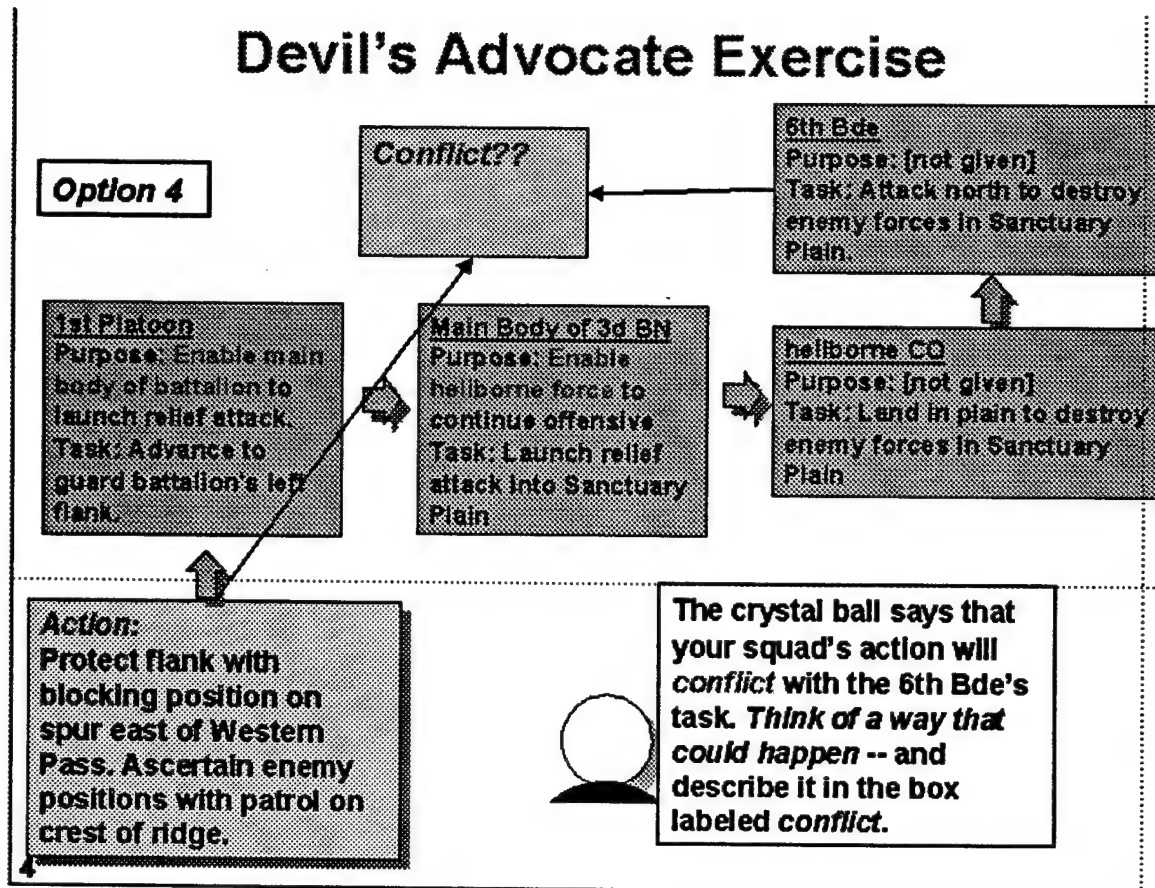 Devil's Advocate Exercise
Option 4
Conflict??
6th Bde
Purpose: [not given]
Task: Attack north to destroy
enemy forces in Sanctuary
Plain.
1st Platoon
Purpose: Enable main
body of battalion to
launch relief attack.
Task: Advance to
guard battalion's left
flank.
Main Body of 3d BN
Purpose: Enable
heliborne force to
continue offensive
Task: Launch relief
attack into Sanctuary
Plain
heliborne CO
Purpose: [not given]
Task: Land in plain to destroy
enemy forces in Sanctuary
Plain
Action:
Protect flank with
blocking position on
spur east of Western
Pass. Ascertain enemy
positions with patrol on
crest of ridge.
The crystal ball says that
your squad's action will
conflict with the 6th Bde's
task. Think of a way that
could happen -- and
describe it in the box
labeled conflict.
4